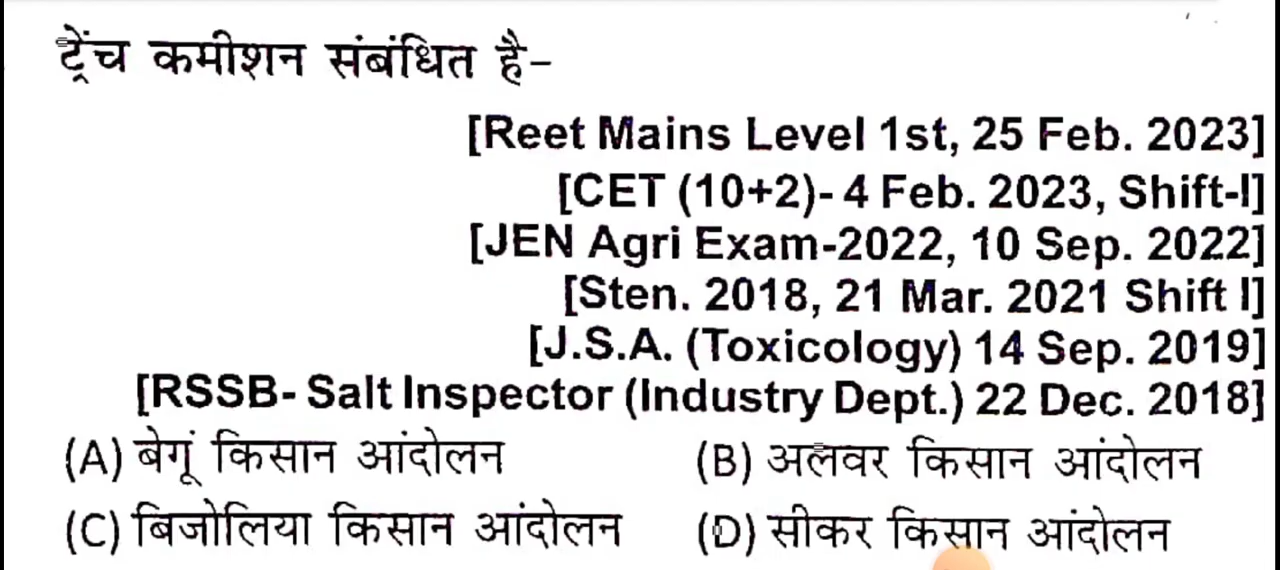 ट्रेंच कमीशन संबंधित है-
[Reet Mains Level 1st, 25 Feb. 2023]
[CET (10+2)- 4 Feb. 2023, Shift-I]
[JEN Agri Exam-2022, 10 Sep. 2022]
[Sten. 2018, 21 Mar. 2021 Shift I]
[J.S.A. (Toxicology) 14 Sep. 2019]
[RSSB- Salt Inspector (Industry Dept.) 22 Dec. 2018]
(A) बेगूं किसान आंदोलन (B) अलवर किसान आंदोलन
(C) बिजोलिया किसान आंदोलन (D) सीकर किसान आंदोलन